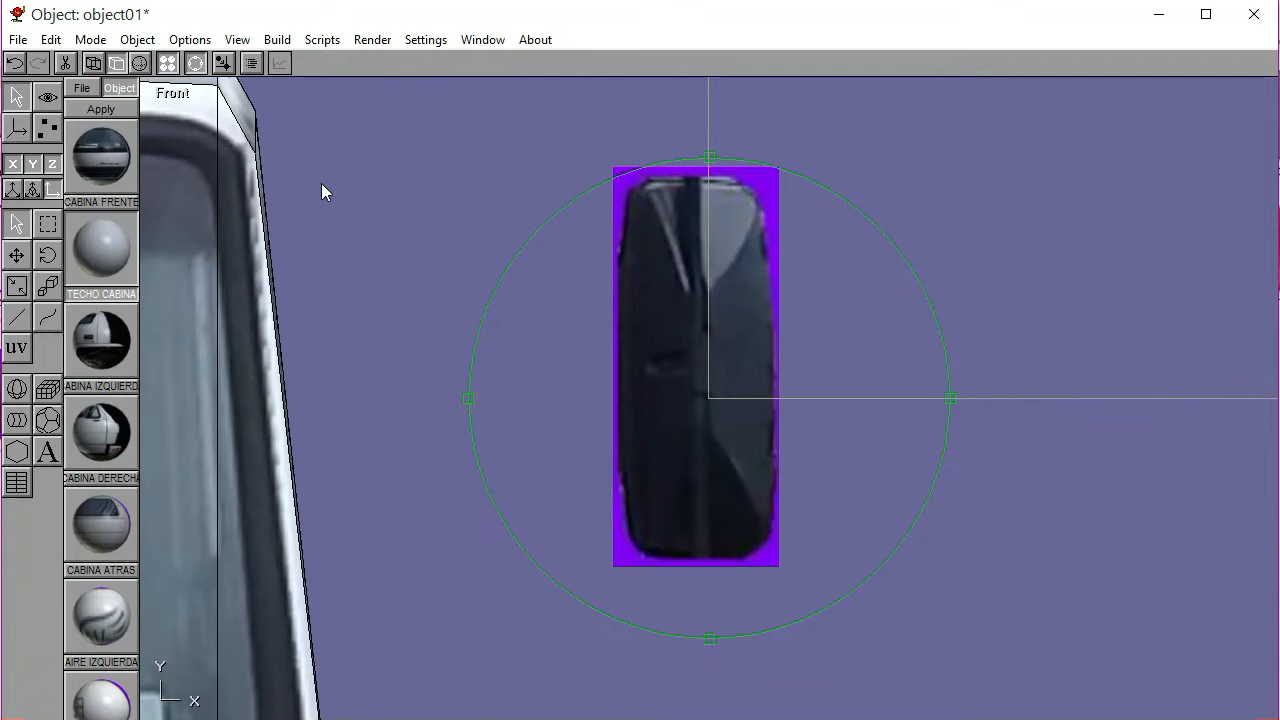 Object: object01*
File Edit Mode Object Options View Build Scripts Render Settings Window About
File Object
Apply
Front
CABINA FRENTE
X Y Z
TECHO CABINA
uv
ABINA IZQUIERD
A
CABINA DERECHA
CABINA ATRAS
AIRE IZQUIERDA
Y
X